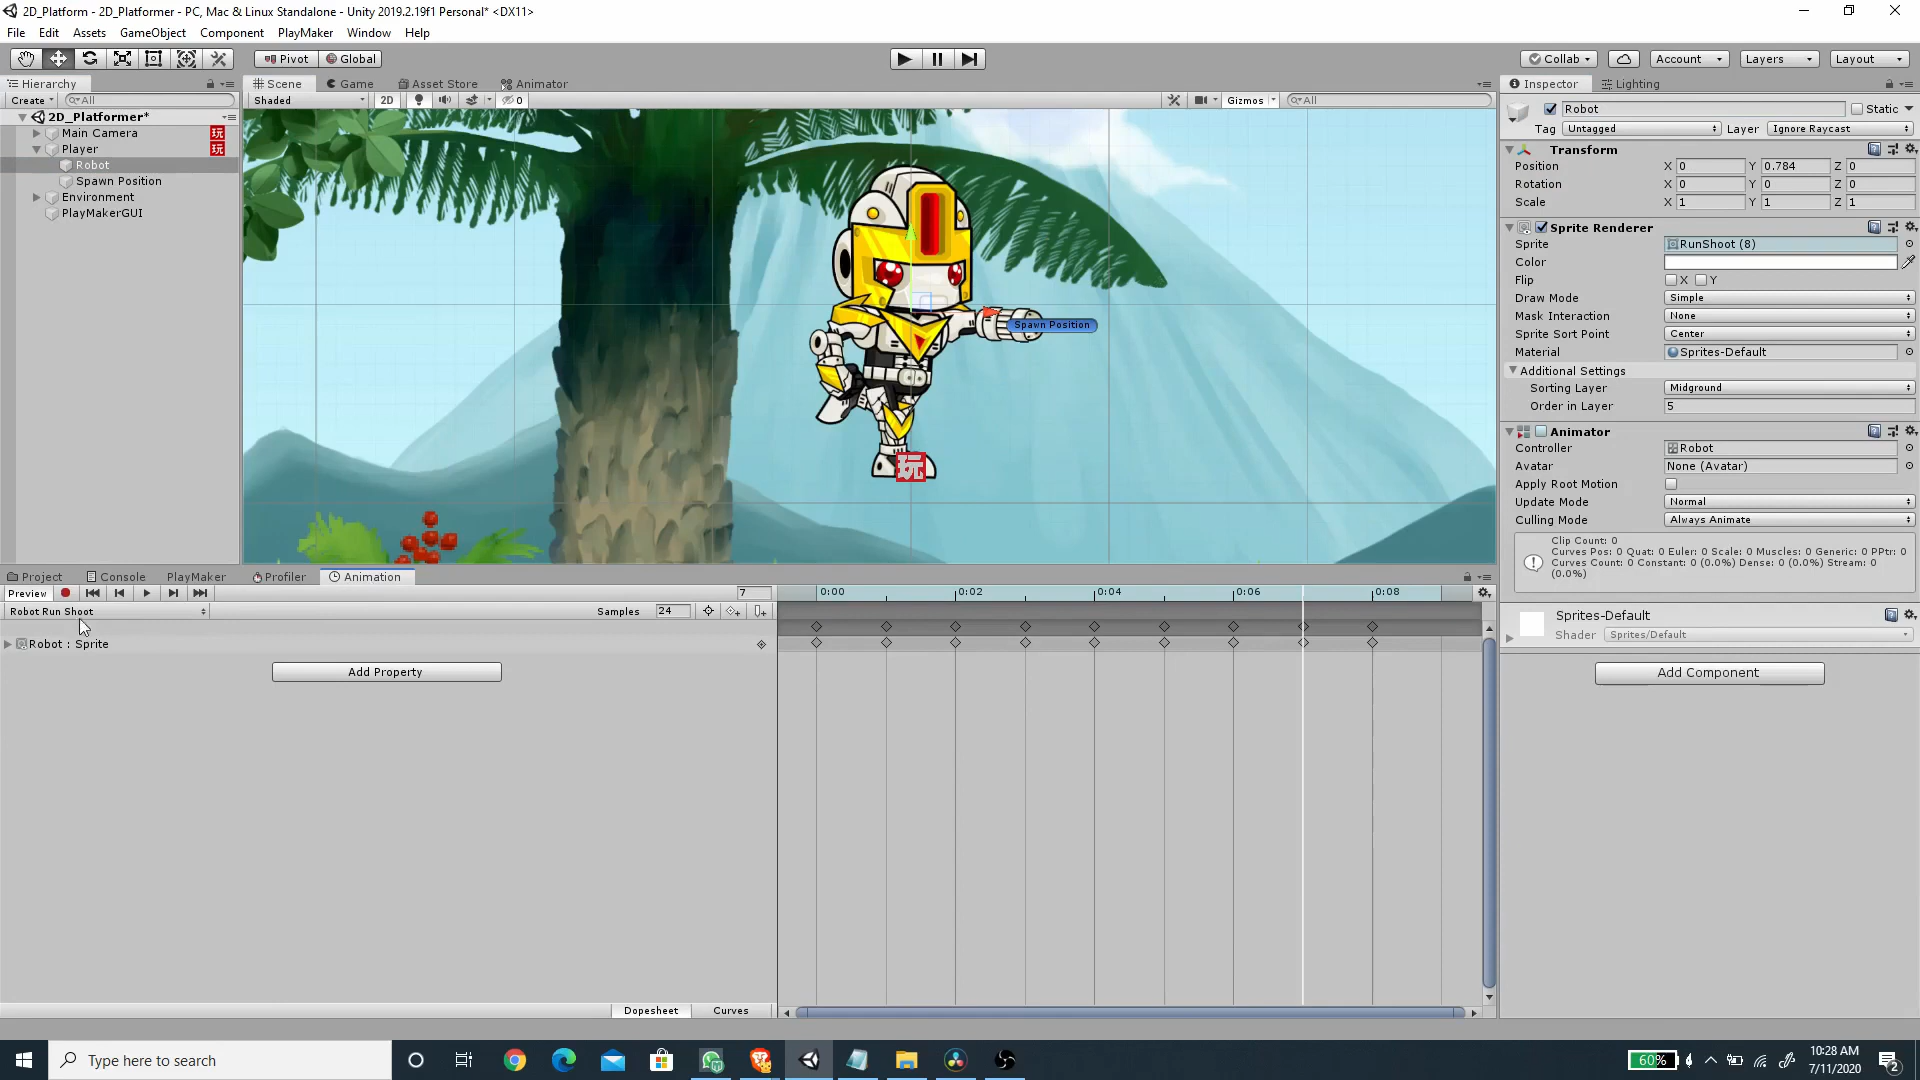 2D_Platform - 2D_Platformer - PC, Mac & Linux Standalone - Unity 2019.2.19f1 Personal* <DX11>
File Edit Assets GameObject Component PlayMaker Window Help
Pivot Global Collab Account Layers Layout
Hierarchy Scene Game Asset Store Animator Inspector Lighting
Create All Shaded 2D 0 Gizmos All
2D_Platformer*
Main Camera 玩
Player 玩
Robot
Spawn Position
Environment
PlayMakerGUI
Spawn Position
玩
Robot Static
Tag Untagged Layer Ignore Raycast
Transform
Position X 0 Y 0.784 Z 0
Rotation X 0 Y 0 Z 0
Scale X 1 Y 1 Z 1
Sprite Renderer
Sprite RunShoot (8)
Color
Flip X Y
Draw Mode Simple
Mask Interaction None
Sprite Sort Point Center
Material Sprites-Default
Additional Settings
Sorting Layer Midground
Order in Layer 5
Animator
Controller Robot
Avatar None (Avatar)
Apply Root Motion
Update Mode Normal
Culling Mode Always Animate
Clip Count: 0
Curves Pos: 0 Quat: 0 Euler: 0 Scale: 0 Muscles: 0 Generic: 0 PPtr: 0
Curves Count: 0 Constant: 0 (0.0%) Dense: 0 (0.0%) Stream: 0
(0.0%)
Sprites-Default
Shader Sprites/Default
Add Component
Project Console PlayMaker Profiler Animation
Preview 7 0:00 0:02 0:04 0:06 0:08
Robot Run Shoot Samples 24
Robot : Sprite
Add Property
Dopesheet Curves
Type here to search
60%
10:28 AM
7/11/2020
2